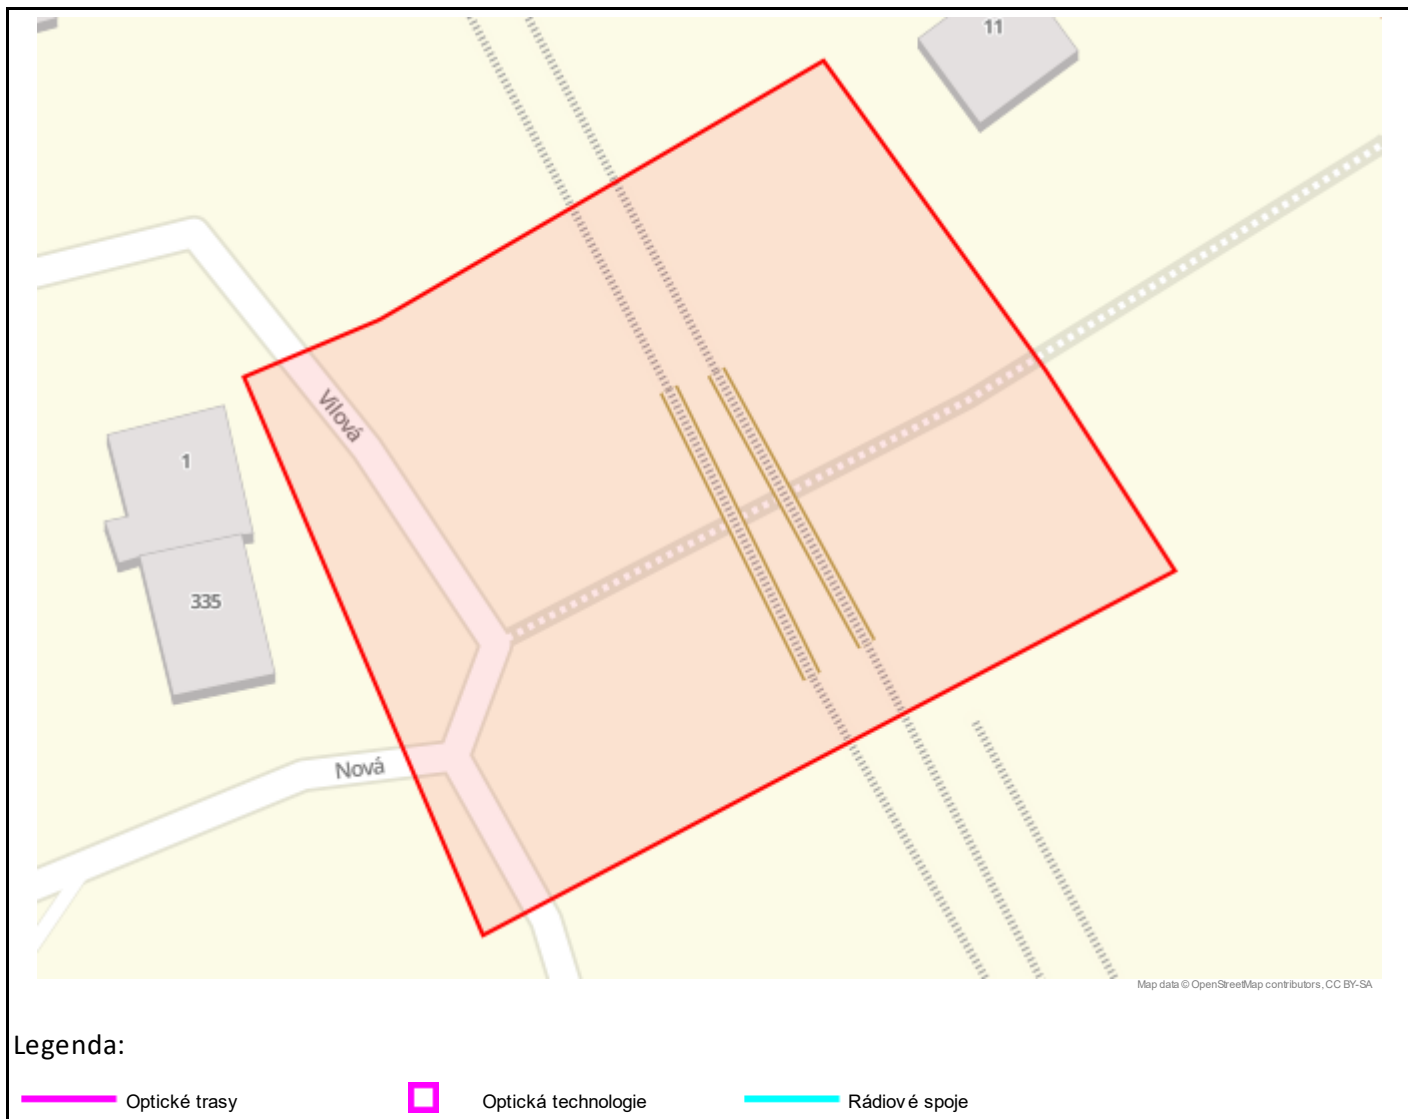 11
Vilová
1
335
Nová
Map data © OpenStreetMap contributors, CC BY-SA
Legenda:
Optické trasy Optická technologie Rádiové spoje